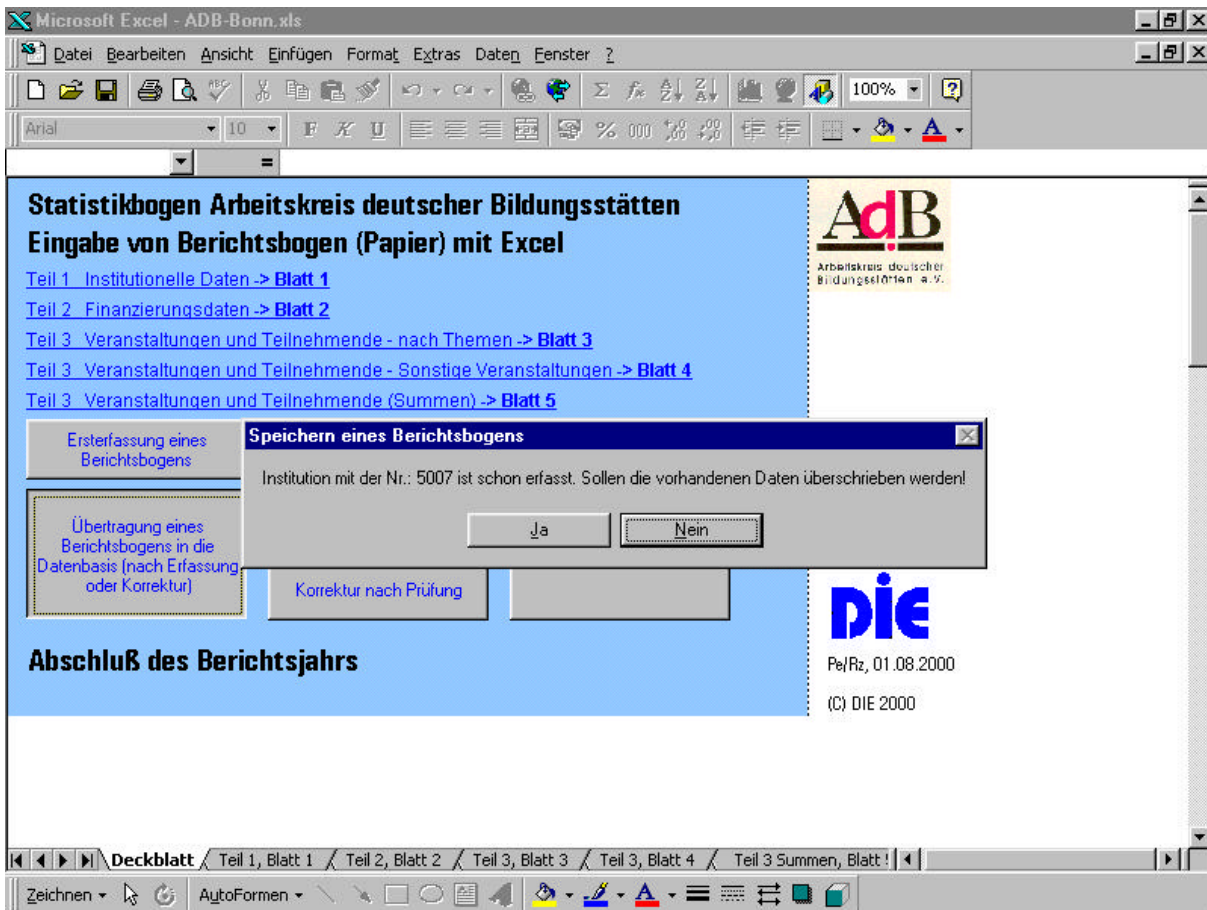 Microsoft Excel - ADB-Bonn.xls
Datei Bearbeiten Ansicht Einfügen Format Extras Daten Fenster ?
100%
Arial 10 F K U % 000
=
Statistikbogen Arbeitskreis deutscher Bildungsstätten
Eingabe von Berichtsbogen (Papier) mit Excel
Teil 1 Institutionelle Daten -> Blatt 1
Teil 2 Finanzierungsdaten -> Blatt 2
Teil 3 Veranstaltungen und Teilnehmende - nach Themen -> Blatt 3
Teil 3 Veranstaltungen und Teilnehmende - Sonstige Veranstaltungen -> Blatt 4
Teil 3 Veranstaltungen und Teilnehmende (Summen) -> Blatt 5
AdB
Arbeitskreis deutscher
Bildungsstätten e.V.
Ersterfassung eines
Berichtsbogens
Speichern eines Berichtsbogens
Institution mit der Nr.: 5007 ist schon erfasst. Sollen die vorhandenen Daten überschrieben werden!
Ja Nein
Übertragung eines
Berichtsbogens in die
Datenbasis (nach Erfassung
oder Korrektur)
Korrektur nach Prüfung
DIE
Pe/Rz, 01.08.2000
(C) DIE 2000
Abschluß des Berichtsjahrs
Deckblatt Teil 1, Blatt 1 Teil 2, Blatt 2 Teil 3, Blatt 3 Teil 3, Blatt 4 Teil 3 Summen, Blatt
Zeichnen AutoFormen